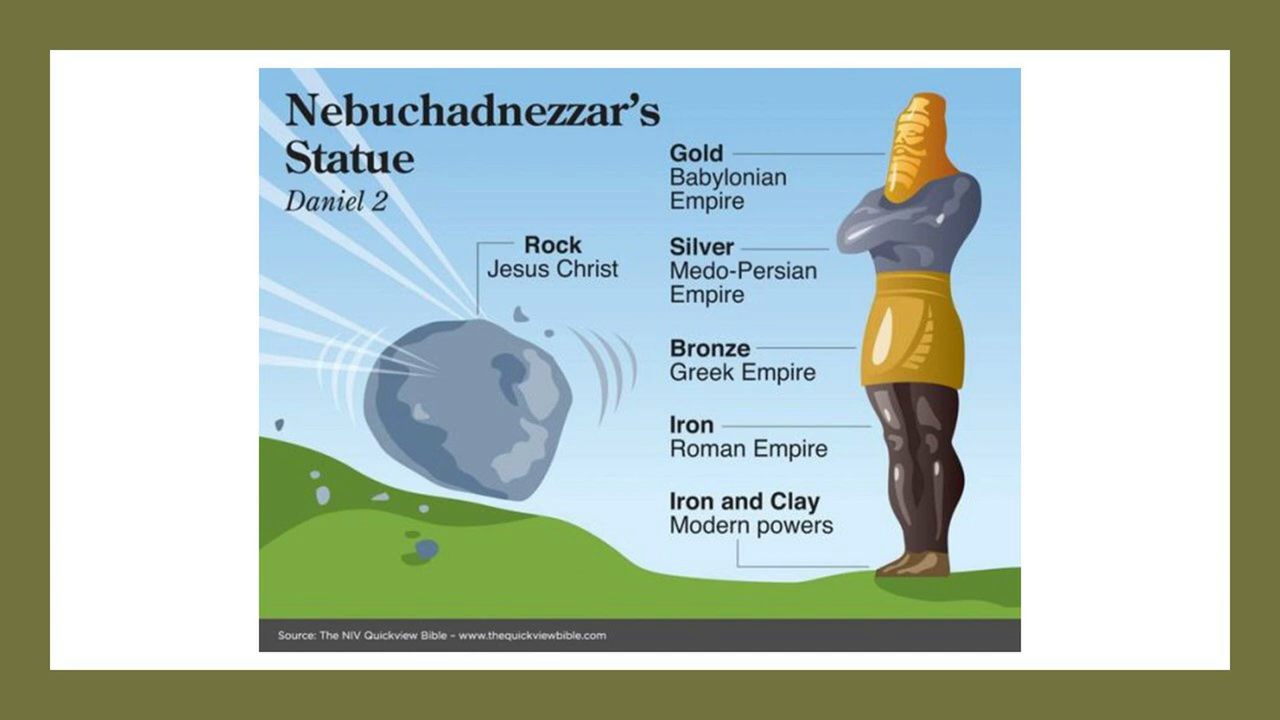 Nebuchadnezzar’s
Statue
Daniel 2
Rock
Jesus Christ
Gold
Babylonian
Empire
Silver
Medo-Persian
Empire
Bronze
Greek Empire
Iron
Roman Empire
Iron and Clay
Modern powers
Source: The NIV Quickview Bible – www.thequickviewbible.com